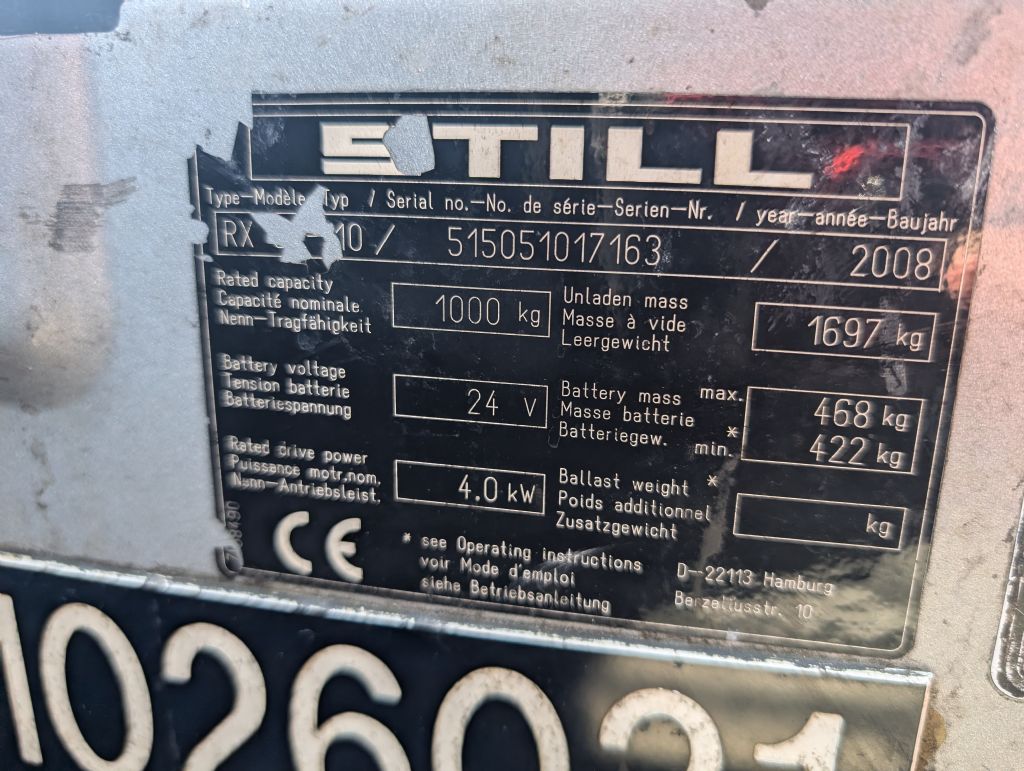 STILL
Type-Modèle-Typ / Serial no.-No. de série-Serien-Nr. / year-année-Baujahr
RX 10 / 515051017163 / 2008
Rated capacity
Capacité nominale
Nenn-Tragfähigkeit
1000 kg
Unladen mass
Masse à vide
Leergewicht
1697 kg
Battery voltage
Tension batterie
Batteriespannung
24 V
Battery mass max.
Masse batterie *
Batteriegew. min.
468 kg
422 kg
Rated drive power
Puissance motr.nom.
Nenn-Antriebsleist.
4.0 kW
Ballast weight *
Poids additionnel
Zusatzgewicht
kg
CE
* see Operating instructions
voir Mode d'emploi
siehe Betriebsanleitung
D-22113 Hamburg
Berzeliusstr. 10
8490
1026021